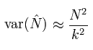 var(N̂) ≈ N²/k²